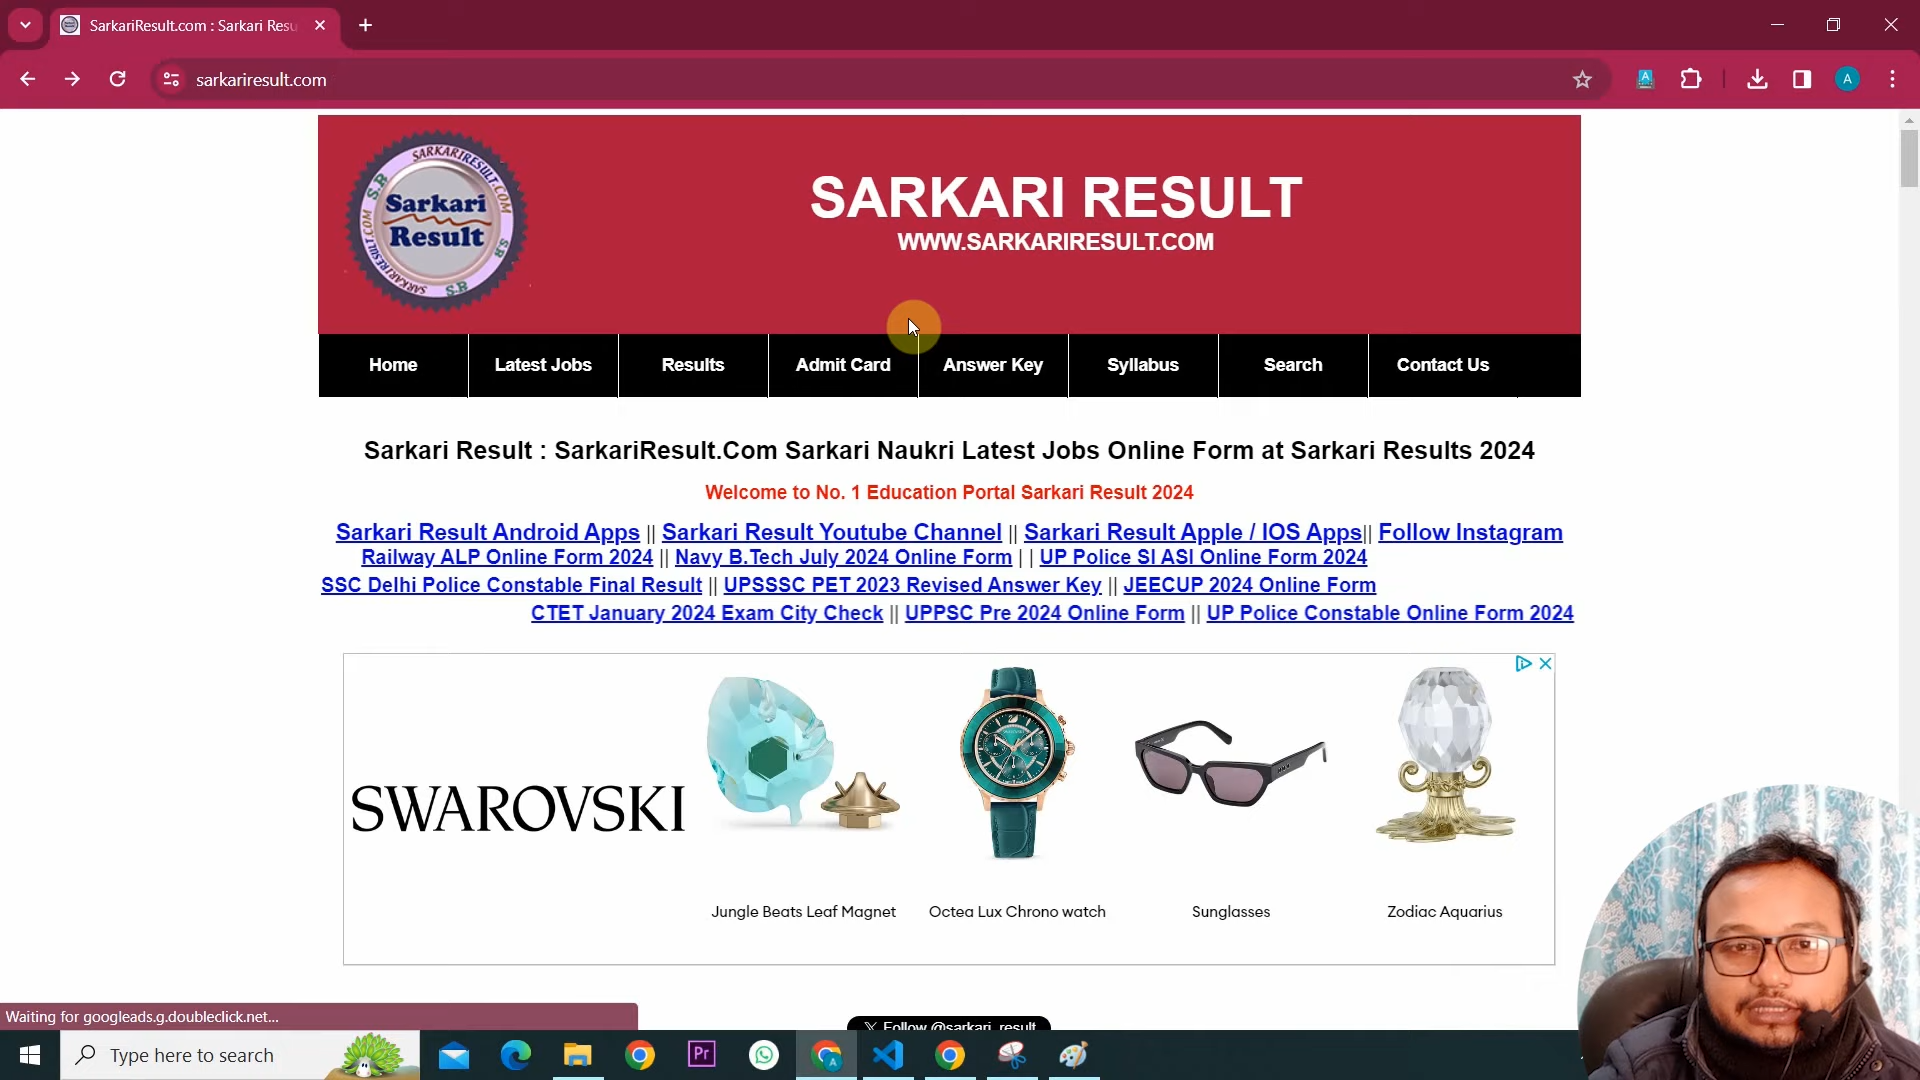 SarkariResult.com : Sarkari Resu
sarkariresult.com
A
A
SARKARIRESULT.COM
S.R
Sarkari
Result
SARKARIRESULT.COM
S.R
S.R
SARKARIRESULT.COM
SARKARI RESULT
WWW.SARKARIRESULT.COM
Home Latest Jobs Results Admit Card Answer Key Syllabus Search Contact Us
Sarkari Result : SarkariResult.Com Sarkari Naukri Latest Jobs Online Form at Sarkari Results 2024
Welcome to No. 1 Education Portal Sarkari Result 2024
Sarkari Result Android Apps || Sarkari Result Youtube Channel || Sarkari Result Apple / IOS Apps|| Follow Instagram
Railway ALP Online Form 2024 || Navy B.Tech July 2024 Online Form | | UP Police SI ASI Online Form 2024
SSC Delhi Police Constable Final Result || UPSSSC PET 2023 Revised Answer Key || JEECUP 2024 Online Form
CTET January 2024 Exam City Check || UPPSC Pre 2024 Online Form || UP Police Constable Online Form 2024
SWAROVSKI
Jungle Beats Leaf Magnet Octea Lux Chrono watch Sunglasses Zodiac Aquarius
Waiting for googleads.g.doubleclick.net...
X Follow @sarkari_result
Type here to search
Pr
A